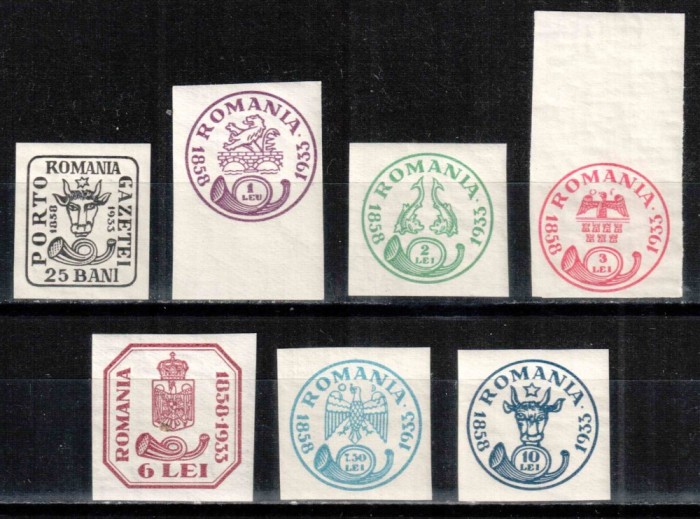 ROMANIA
PORTO
1858
1933
GAZETEI
25 BANI
ROMANIA·
1858
1933
1
LEU
ROMANIA·
1858
1933
2
LEI
ROMANIA·
1858
1933
3
LEI
ROMANIA
1858·1933
6 LEI
ROMANIA·
1858
1933
7.50
LEI
ROMANIA·
1858
1933
10
LEI